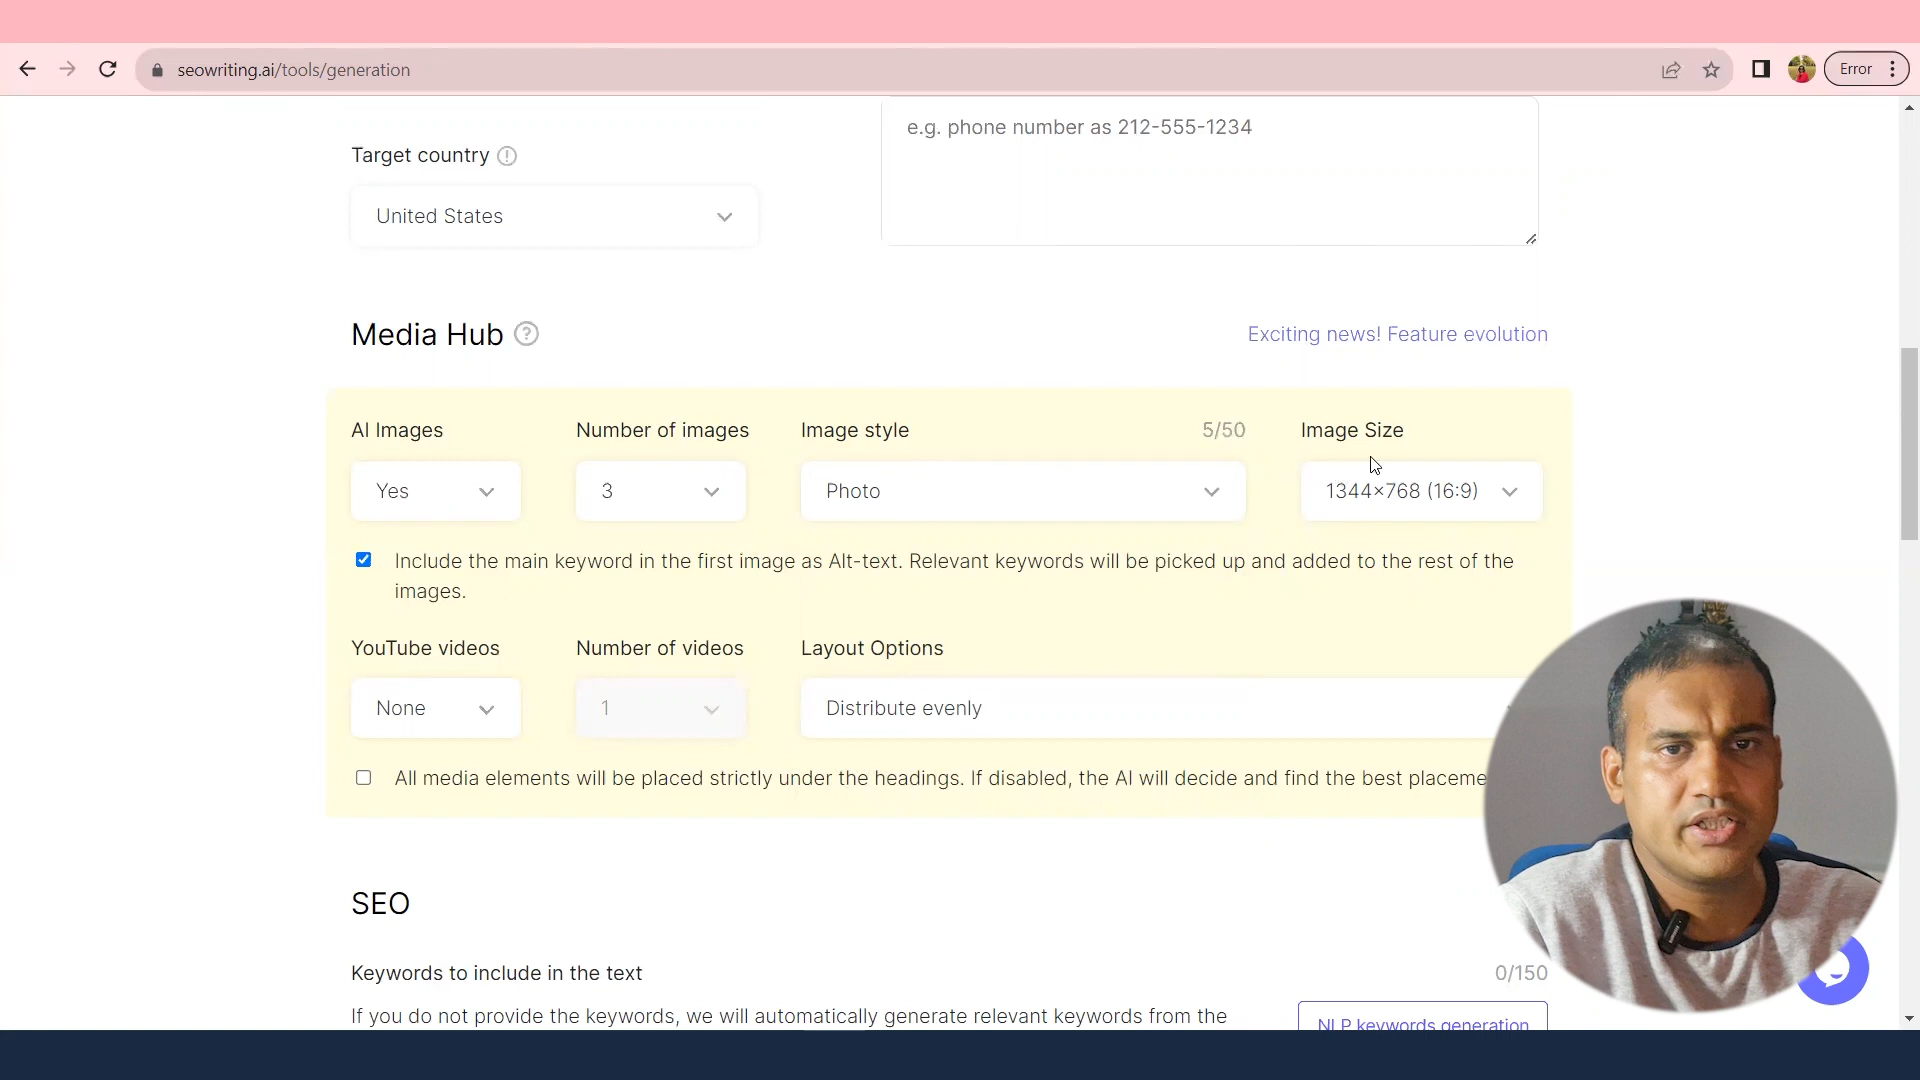 seowriting.ai/tools/generation
Error
e.g. phone number as 212-555-1234
Target country
United States
Media Hub
Exciting news! Feature evolution
AI Images
Number of images
Image style
5/50
Image Size
Yes
3
Photo
1344×768 (16:9)
Include the main keyword in the first image as Alt-text. Relevant keywords will be picked up and added to the rest of the
images.
YouTube videos
Number of videos
Layout Options
None
1
Distribute evenly
All media elements will be placed strictly under the headings. If disabled, the AI will decide and find the best placeme
SEO
Keywords to include in the text
0/150
If you do not provide the keywords, we will automatically generate relevant keywords from the
NLP keywords generation